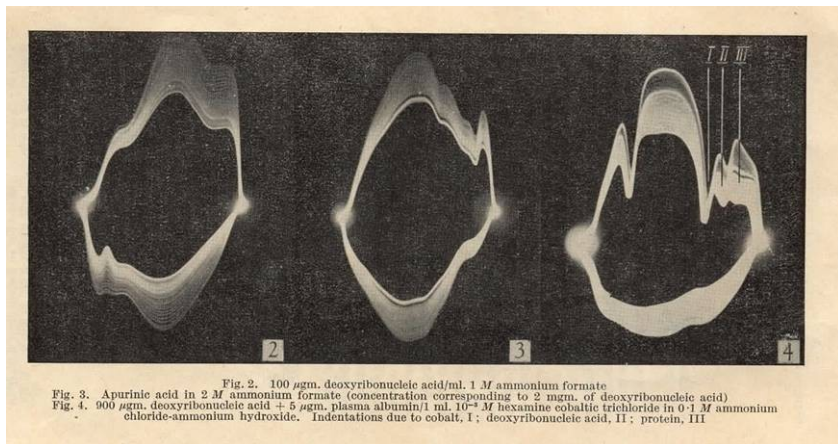 I II III
2 3 4
Fig. 2. 100 μgm. deoxyribonucleic acid/ml. 1 M ammonium formate
Fig. 3. Apurinic acid in 2 M ammonium formate (concentration corresponding to 2 mgm. of deoxyribonucleic acid)
Fig. 4. 900 μgm. deoxyribonucleic acid + 5 μgm. plasma albumin/1 ml. 10⁻³ M hexamine cobaltic trichloride in 0·1 M ammonium
chloride-ammonium hydroxide. Indentations due to cobalt, I; deoxyribonucleic acid, II; protein, III